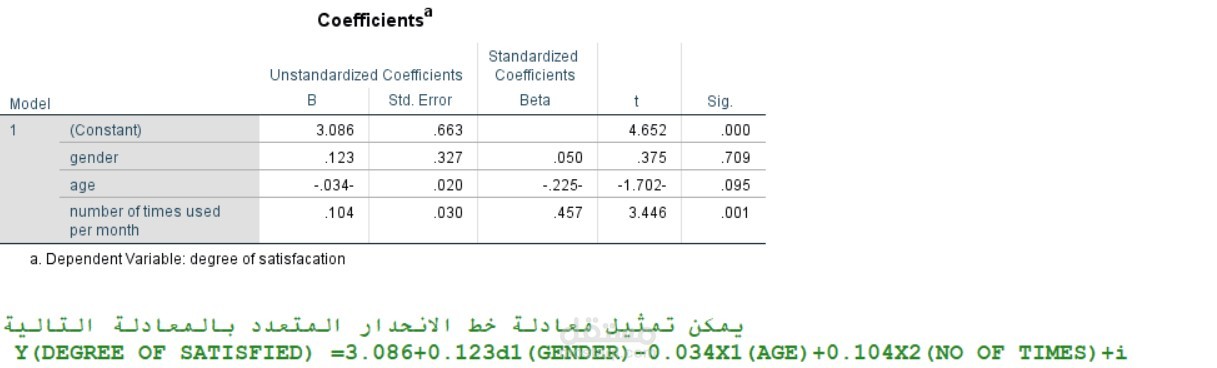 Coefficientsa
Unstandardized Coefficients Standardized Coefficients
Model B Std. Error Beta t Sig.
1 (Constant) 3.086 .663 4.652 .000
gender .123 .327 .050 .375 .709
age -.034- .020 -.225- -1.702- .095
number of times used per month .104 .030 .457 3.446 .001
a. Dependent Variable: degree of satisfacation
يمكن تمثيل معادلة خط الانحدار المتعدد بالمعادلة التالية
Y(DEGREE OF SATISFIED) =3.086+0.123d1(GENDER)-0.034X1(AGE)+0.104X2(NO OF TIMES)+i